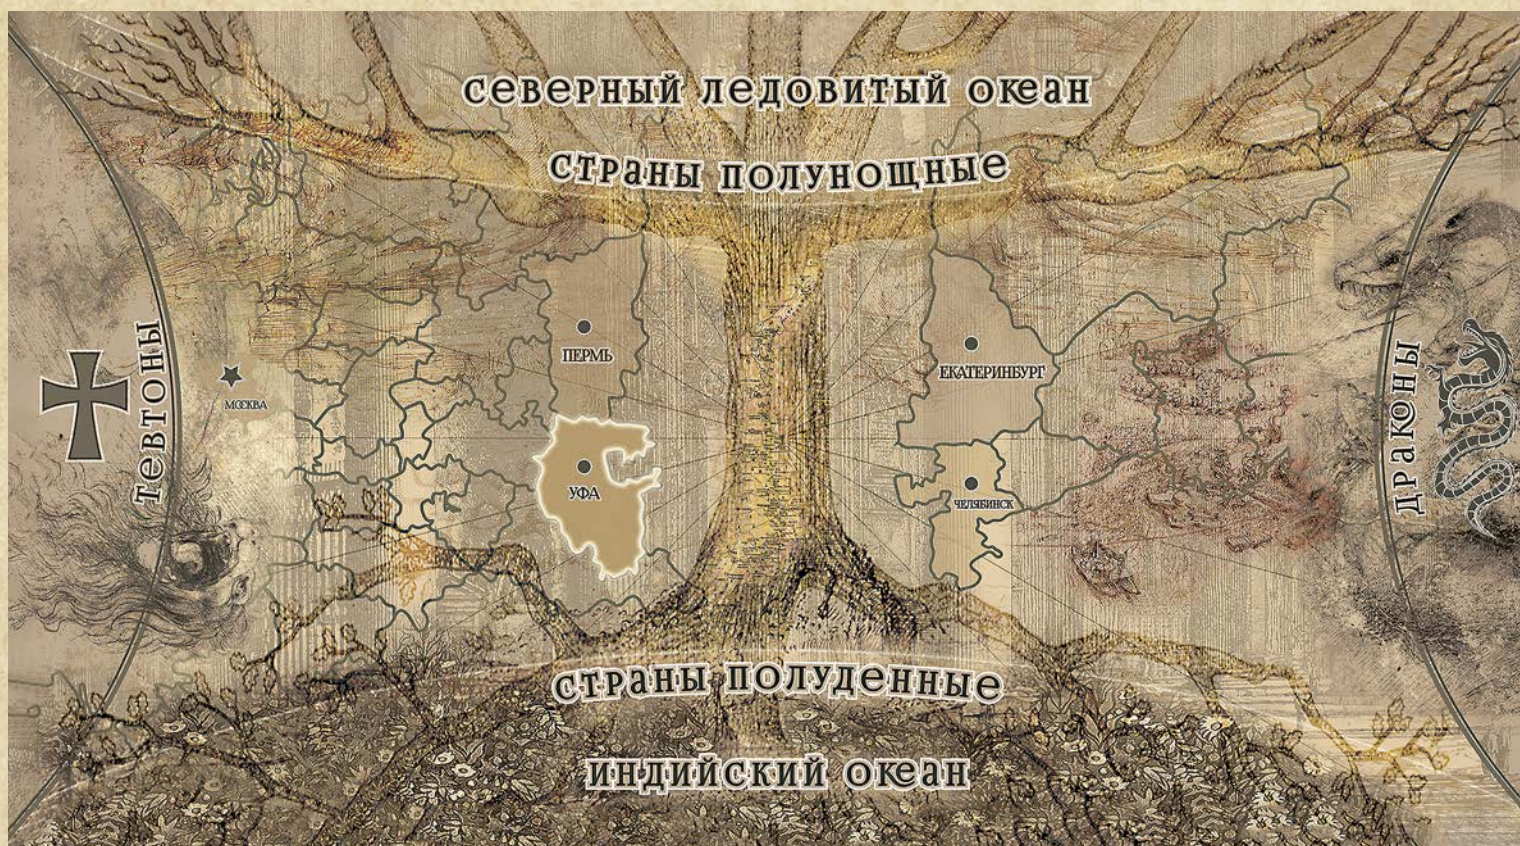 северный ледовитый океан
страны полунощные
ПЕРМЬ
ЕКАТЕРИНБУРГ
тевтоны
МОСКВА
драконы
УФА
ЧЕЛЯБИНСК
страны полуденные
индийский океан